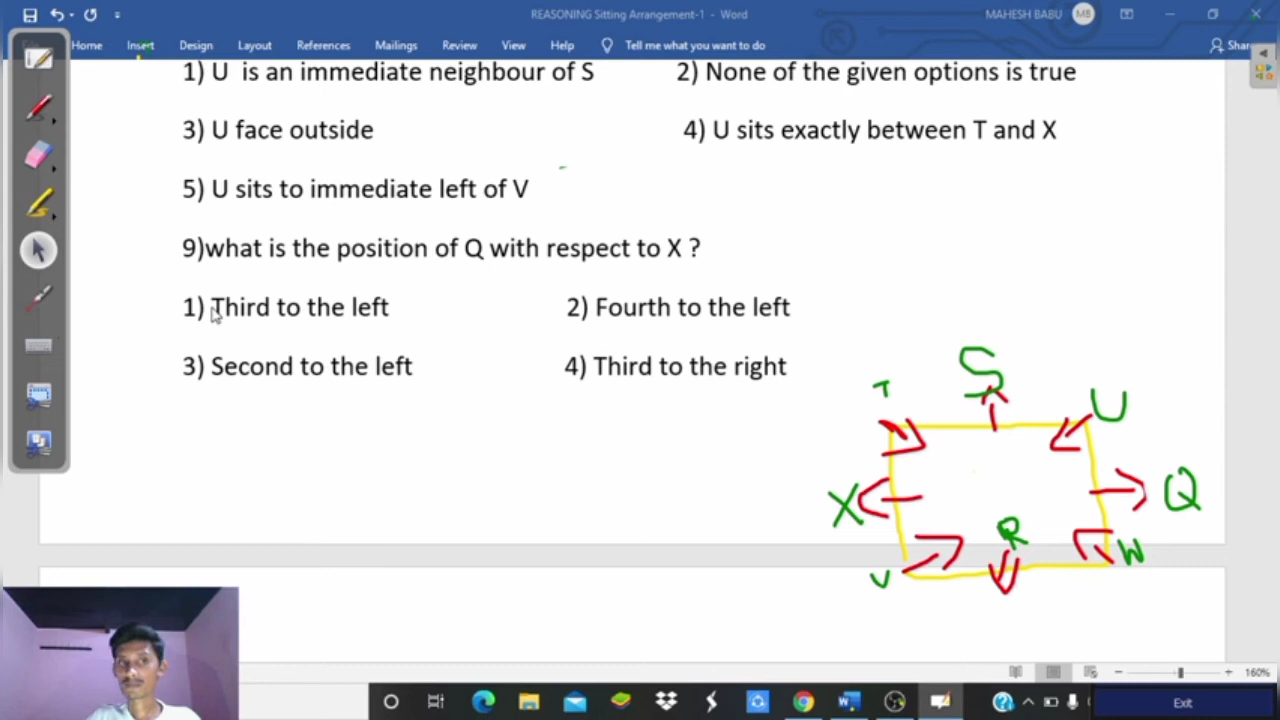 REASONING Sitting Arrangement-1 - Word
MAHESH BABU MB
Home Insert Design Layout References Mailings Review View Help Tell me what you want to do Share
1) U is an immediate neighbour of S 2) None of the given options is true
3) U face outside 4) U sits exactly between T and X
5) U sits to immediate left of V
9)what is the position of Q with respect to X ?
1) Third to the left 2) Fourth to the left
3) Second to the left 4) Third to the right
T S U
X Q
V R W
160%
Exit